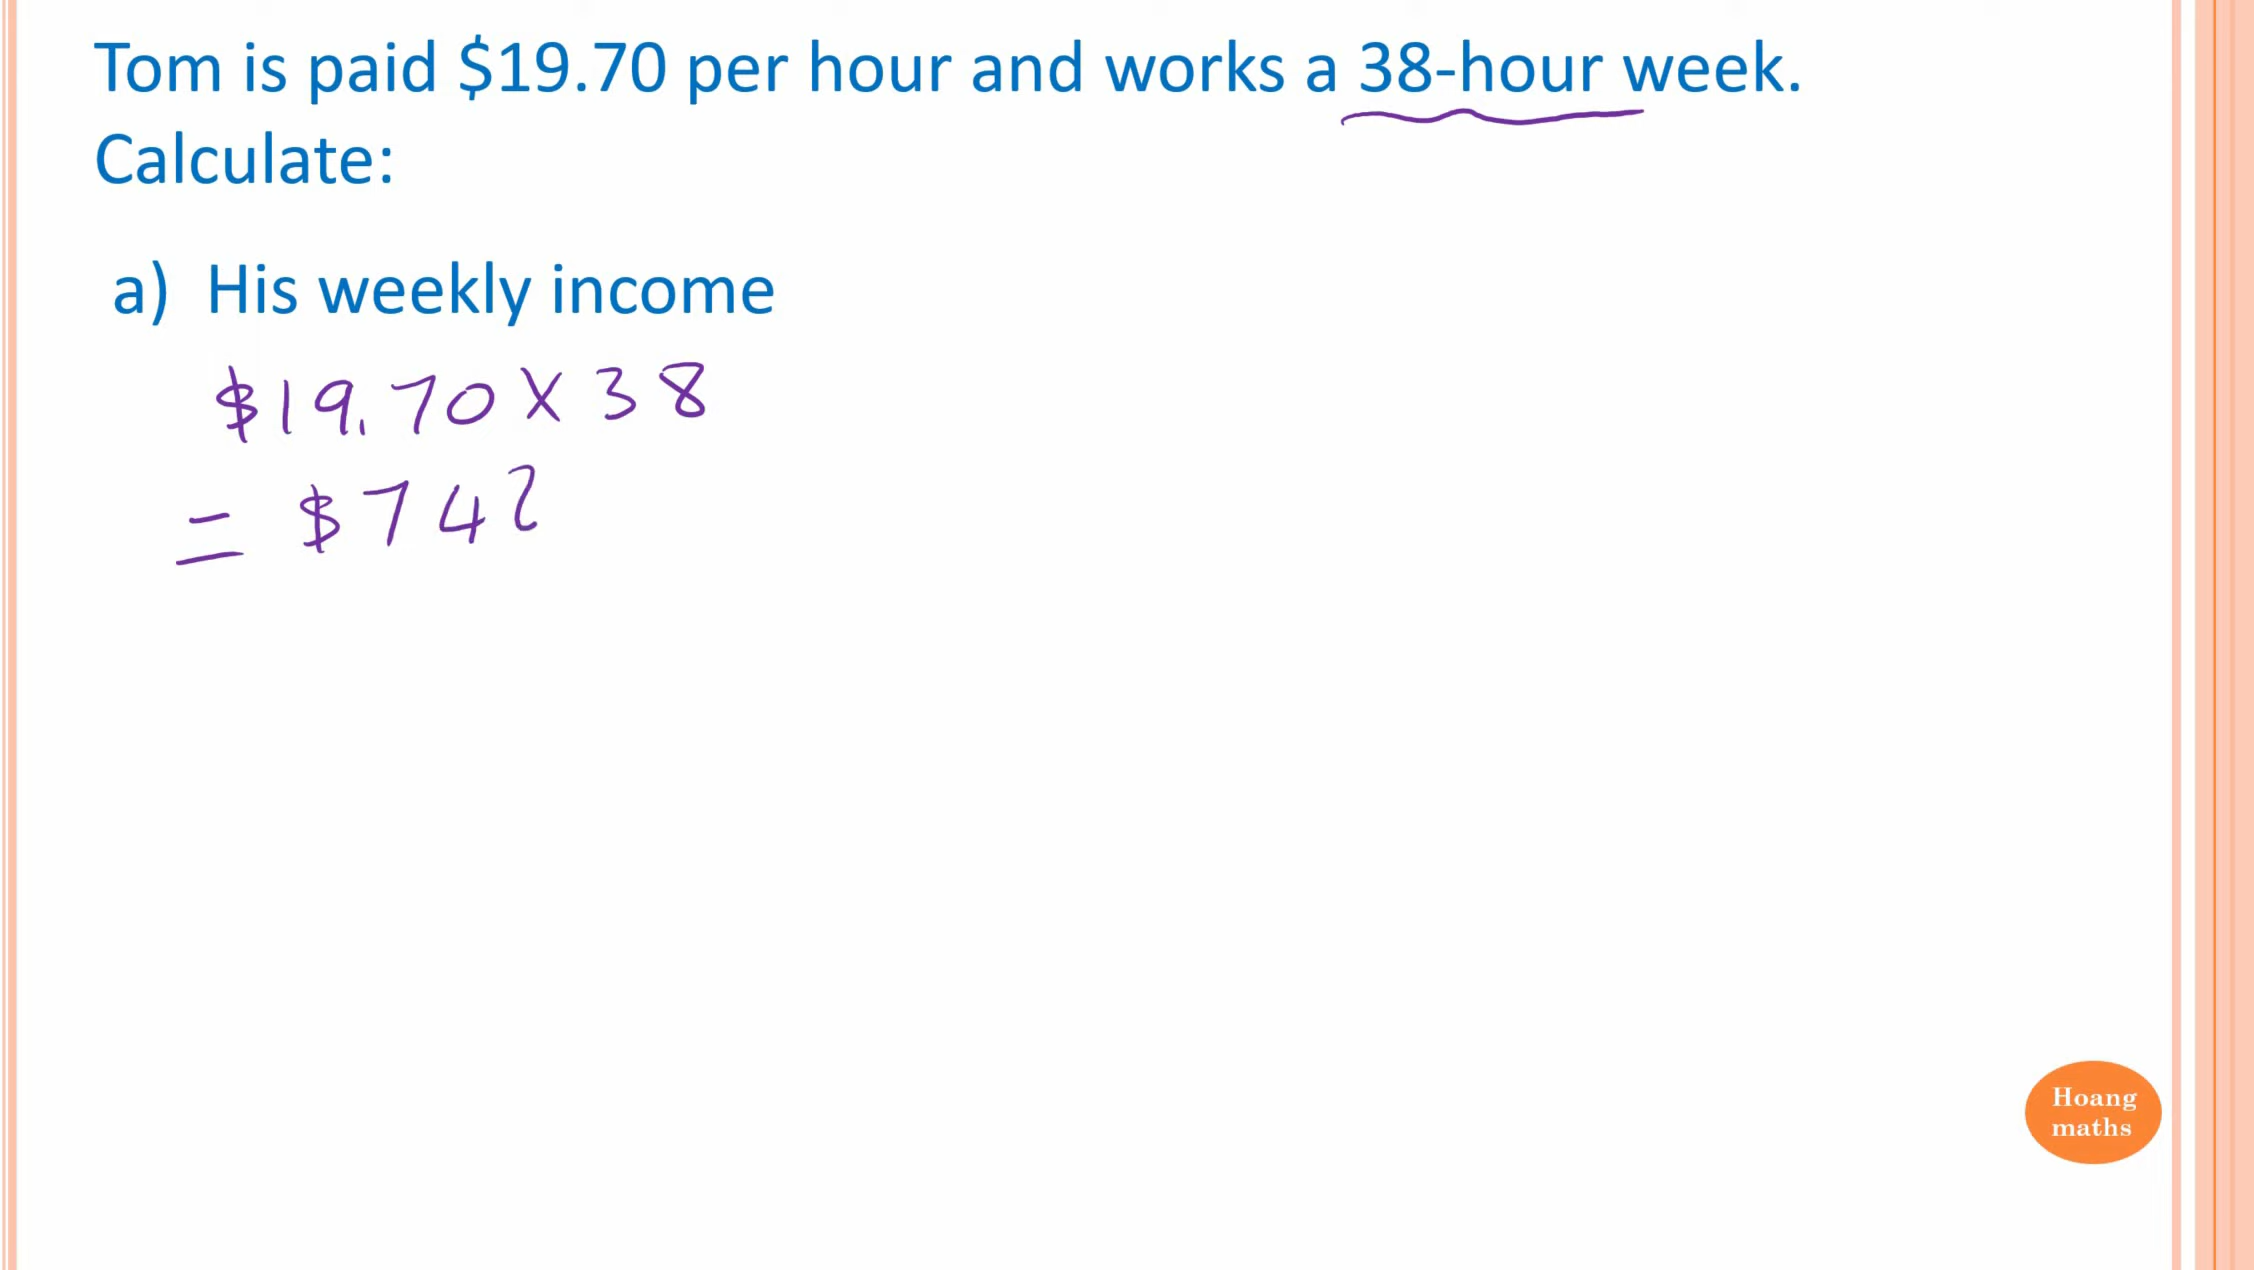 Tom is paid $19.70 per hour and works a 38-hour week.
Calculate:
a) His weekly income
$19.70 X 38
= $742
Hoang
maths